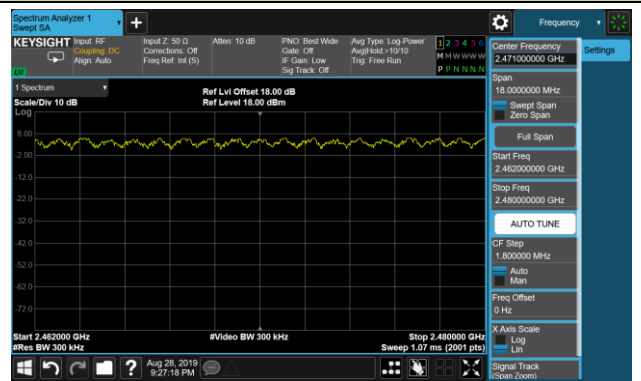 Spectrum Analyzer 1
Swept SA
Frequency
KEYSIGHT
Input: RF
Coupling: DC
Align: Auto
Input Z: 50 Ω
Corrections: Off
Freq Ref: Int (S)
Atten: 10 dB
PNO: Best Wide
Gate: Off
IF Gain: Low
Sig Track: Off
Avg Type: Log-Power
Avg|Hold:>10/10
Trig: Free Run
1 2 3 4 5 6
M M W W W W
P P N N N N
LW
1 Spectrum
Scale/Div 10 dB
Log
Ref Lvl Offset 18.00 dB
Ref Level 18.00 dBm
8.00
-2.00
-12.0
-22.0
-32.0
-42.0
-52.0
-62.0
-72.0
Start 2.462000 GHz
#Res BW 300 kHz
#Video BW 300 kHz
Stop 2.480000 GHz
Sweep 1.07 ms (2001 pts)
Center Frequency
2.471000000 GHz
Settings
Span
18.0000000 MHz
Swept Span
Zero Span
Full Span
Start Freq
2.462000000 GHz
Stop Freq
2.480000000 GHz
AUTO TUNE
CF Step
1.800000 MHz
Auto
Man
Freq Offset
0 Hz
X Axis Scale
Log
Lin
Signal Track
(Span Zoom)
?
Aug 28, 2019
9:27:18 PM